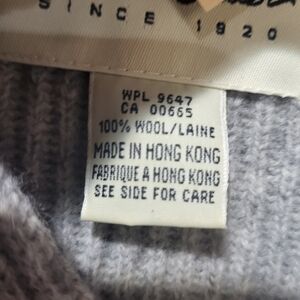 SINCE 1920
WPL 9647
CA 00665
100% WOOL/LAINE
MADE IN HONG KONG
FABRIQUE A HONG KONG
SEE SIDE FOR CARE